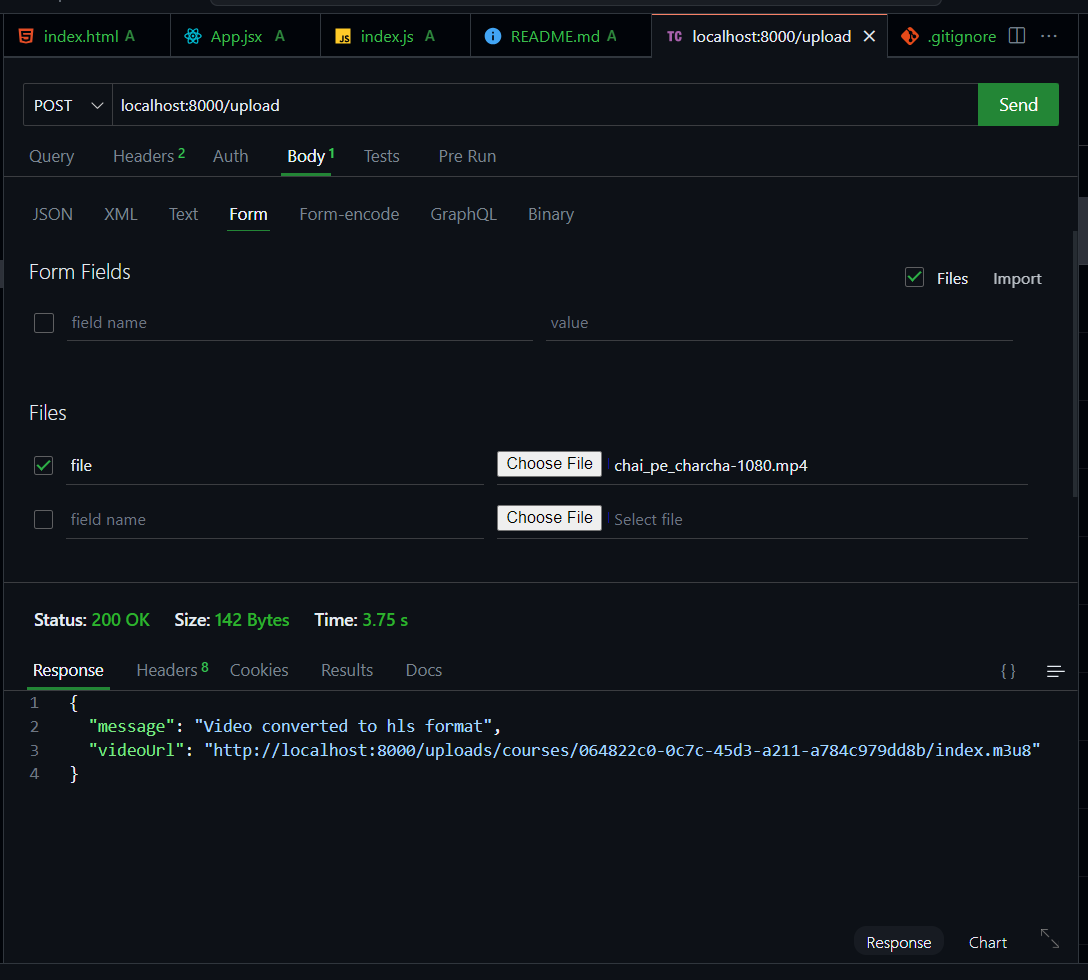 index.html A App.jsx A JS index.js A README.md A TC localhost:8000/upload .gitignore
POST localhost:8000/upload Send
Query Headers 2 Auth Body 1 Tests Pre Run
JSON XML Text Form Form-encode GraphQL Binary
Form Fields
Files Import
field name value
Files
file Choose File chai_pe_charcha-1080.mp4
field name Choose File Select file
Status: 200 OK Size: 142 Bytes Time: 3.75 s
Response Headers 8 Cookies Results Docs { }
1 {
2 "message": "Video converted to hls format",
3 "videoUrl": "http://localhost:8000/uploads/courses/064822c0-0c7c-45d3-a211-a784c979dd8b/index.m3u8"
4 }
Response Chart